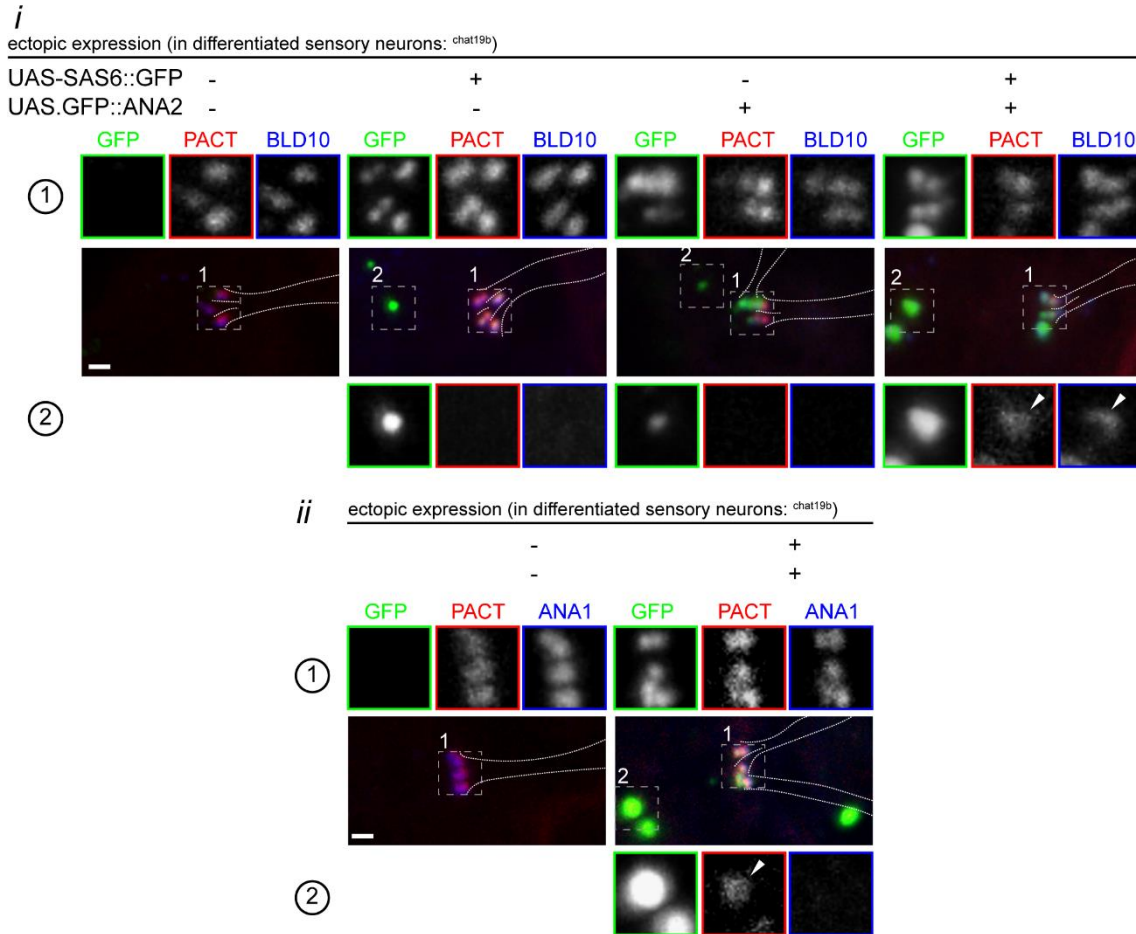 i
ectopic expression (in differentiated sensory neurons: chat19b)
UAS-SAS6::GFP - + - +
UAS.GFP::ANA2 - - + +
GFP PACT BLD10 GFP PACT BLD10 GFP PACT BLD10 GFP PACT BLD10
1
1 2 1 2 1 2 1
2
ii ectopic expression (in differentiated sensory neurons: chat19b)
- +
- +
GFP PACT ANA1 GFP PACT ANA1
1
1 2 1
2